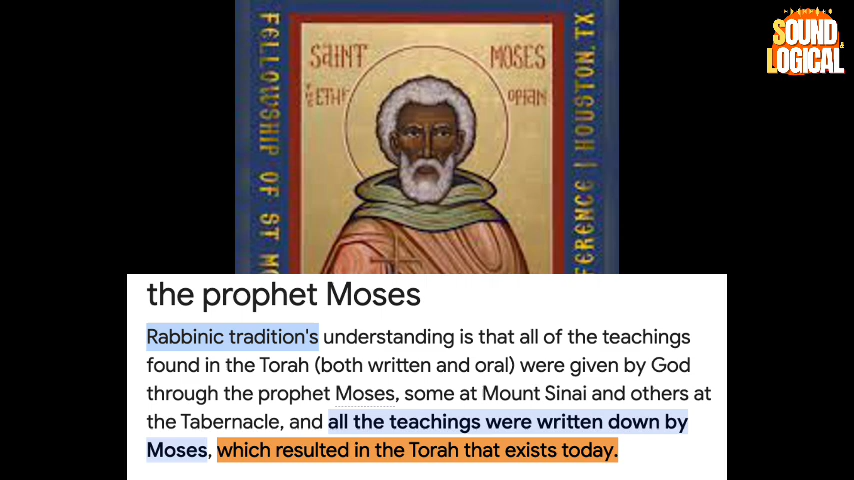 SOUND
&
LOGICAL
FELLOWSHIP OF ST MO
SAINT MOSES
THE ETHI OPIAN
FERENCE | HOUSTON, TX
the prophet Moses
Rabbinic tradition's understanding is that all of the teachings
found in the Torah (both written and oral) were given by God
through the prophet Moses, some at Mount Sinai and others at
the Tabernacle, and all the teachings were written down by
Moses, which resulted in the Torah that exists today.